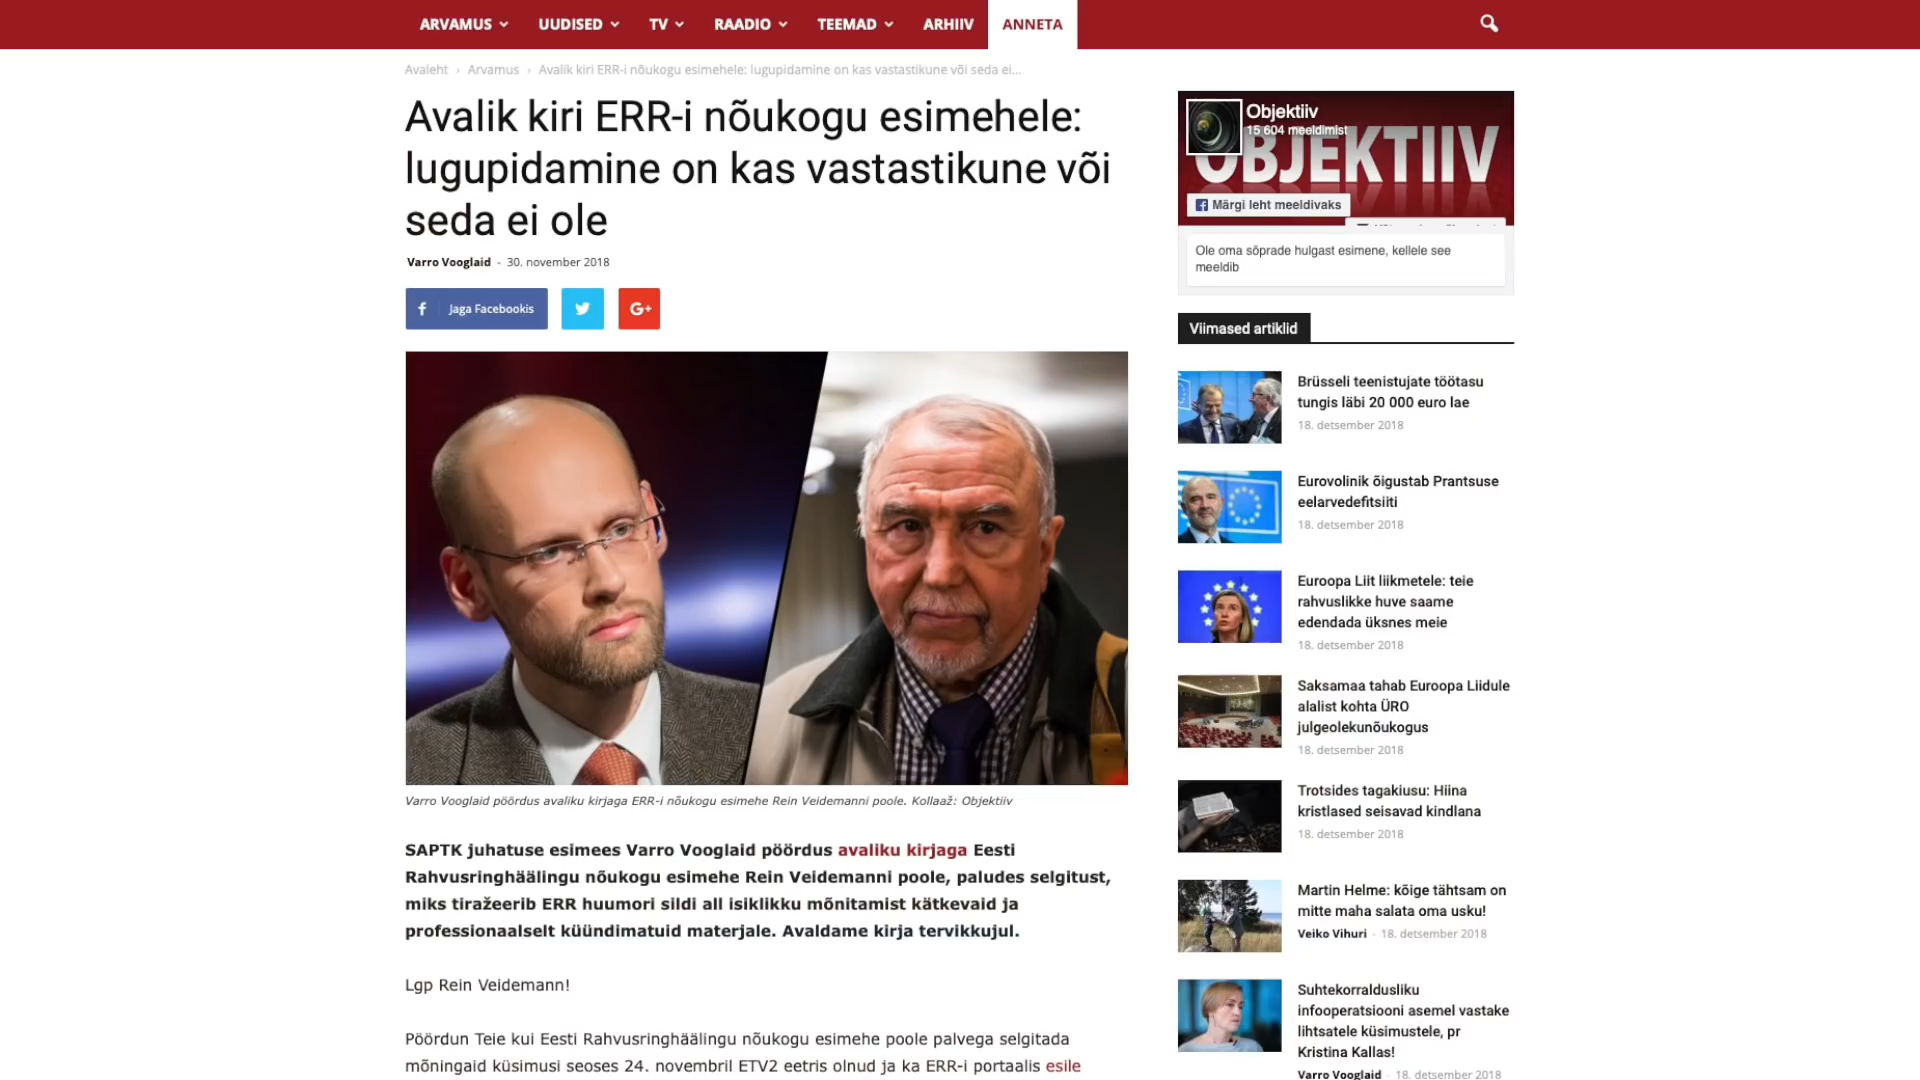 ARVAMUS
UUDISED
TV
RAADIO
TEEMAD
ARHIIV
ANNETA
Avaleht › Arvamus › Avalik kiri ERR-i nõukogu esimehele: lugupidamine on kas vastastikune või seda ei...
Avalik kiri ERR-i nõukogu esimehele:
lugupidamine on kas vastastikune või
seda ei ole
Varro Vooglaid - 30. november 2018
Jaga Facebookis
G+
Varro Vooglaid pöördus avaliku kirjaga ERR-i nõukogu esimehe Rein Veidemanni poole. Kollaaž: Objektiiv
SAPTK juhatuse esimees Varro Vooglaid pöördus avaliku kirjaga Eesti
Rahvusringhäälingu nõukogu esimehe Rein Veidemanni poole, paludes selgitust,
miks tiražeerib ERR huumori sildi all isiklikku mõnitamist kätkevaid ja
professionaalselt küündimatuid materjale. Avaldame kirja tervikkujul.
Lgp Rein Veidemann!
Pöördun Teie kui Eesti Rahvusringhäälingu nõukogu esimehe poole palvega selgitada
mõningaid küsimusi seoses 24. novembril ETV2 eetris olnud ja ka ERR-i portaalis esile
Objektiiv
15 604 meeldimist
OBJEKTIIV
Märgi leht meeldivaks
Ole oma sõprade hulgast esimene, kellele see
meeldib
Viimased artiklid
Brüsseli teenistujate töötasu
tungis läbi 20 000 euro lae
18. detsember 2018
Eurovolinik õigustab Prantsuse
eelarvedefitsiiti
18. detsember 2018
Euroopa Liit liikmetele: teie
rahvuslikke huve saame
edendada üksnes meie
18. detsember 2018
Saksamaa tahab Euroopa Liidule
alalist kohta ÜRO
julgeolekunõukogus
18. detsember 2018
Trotsides tagakiusu: Hiina
kristlased seisavad kindlana
18. detsember 2018
Martin Helme: kõige tähtsam on
mitte maha salata oma usku!
Veiko Vihuri - 18. detsember 2018
Suhtekorraldusliku
infooperatsiooni asemel vastake
lihtsatele küsimustele, pr
Kristina Kallas!
Varro Vooglaid - 18. detsember 2018